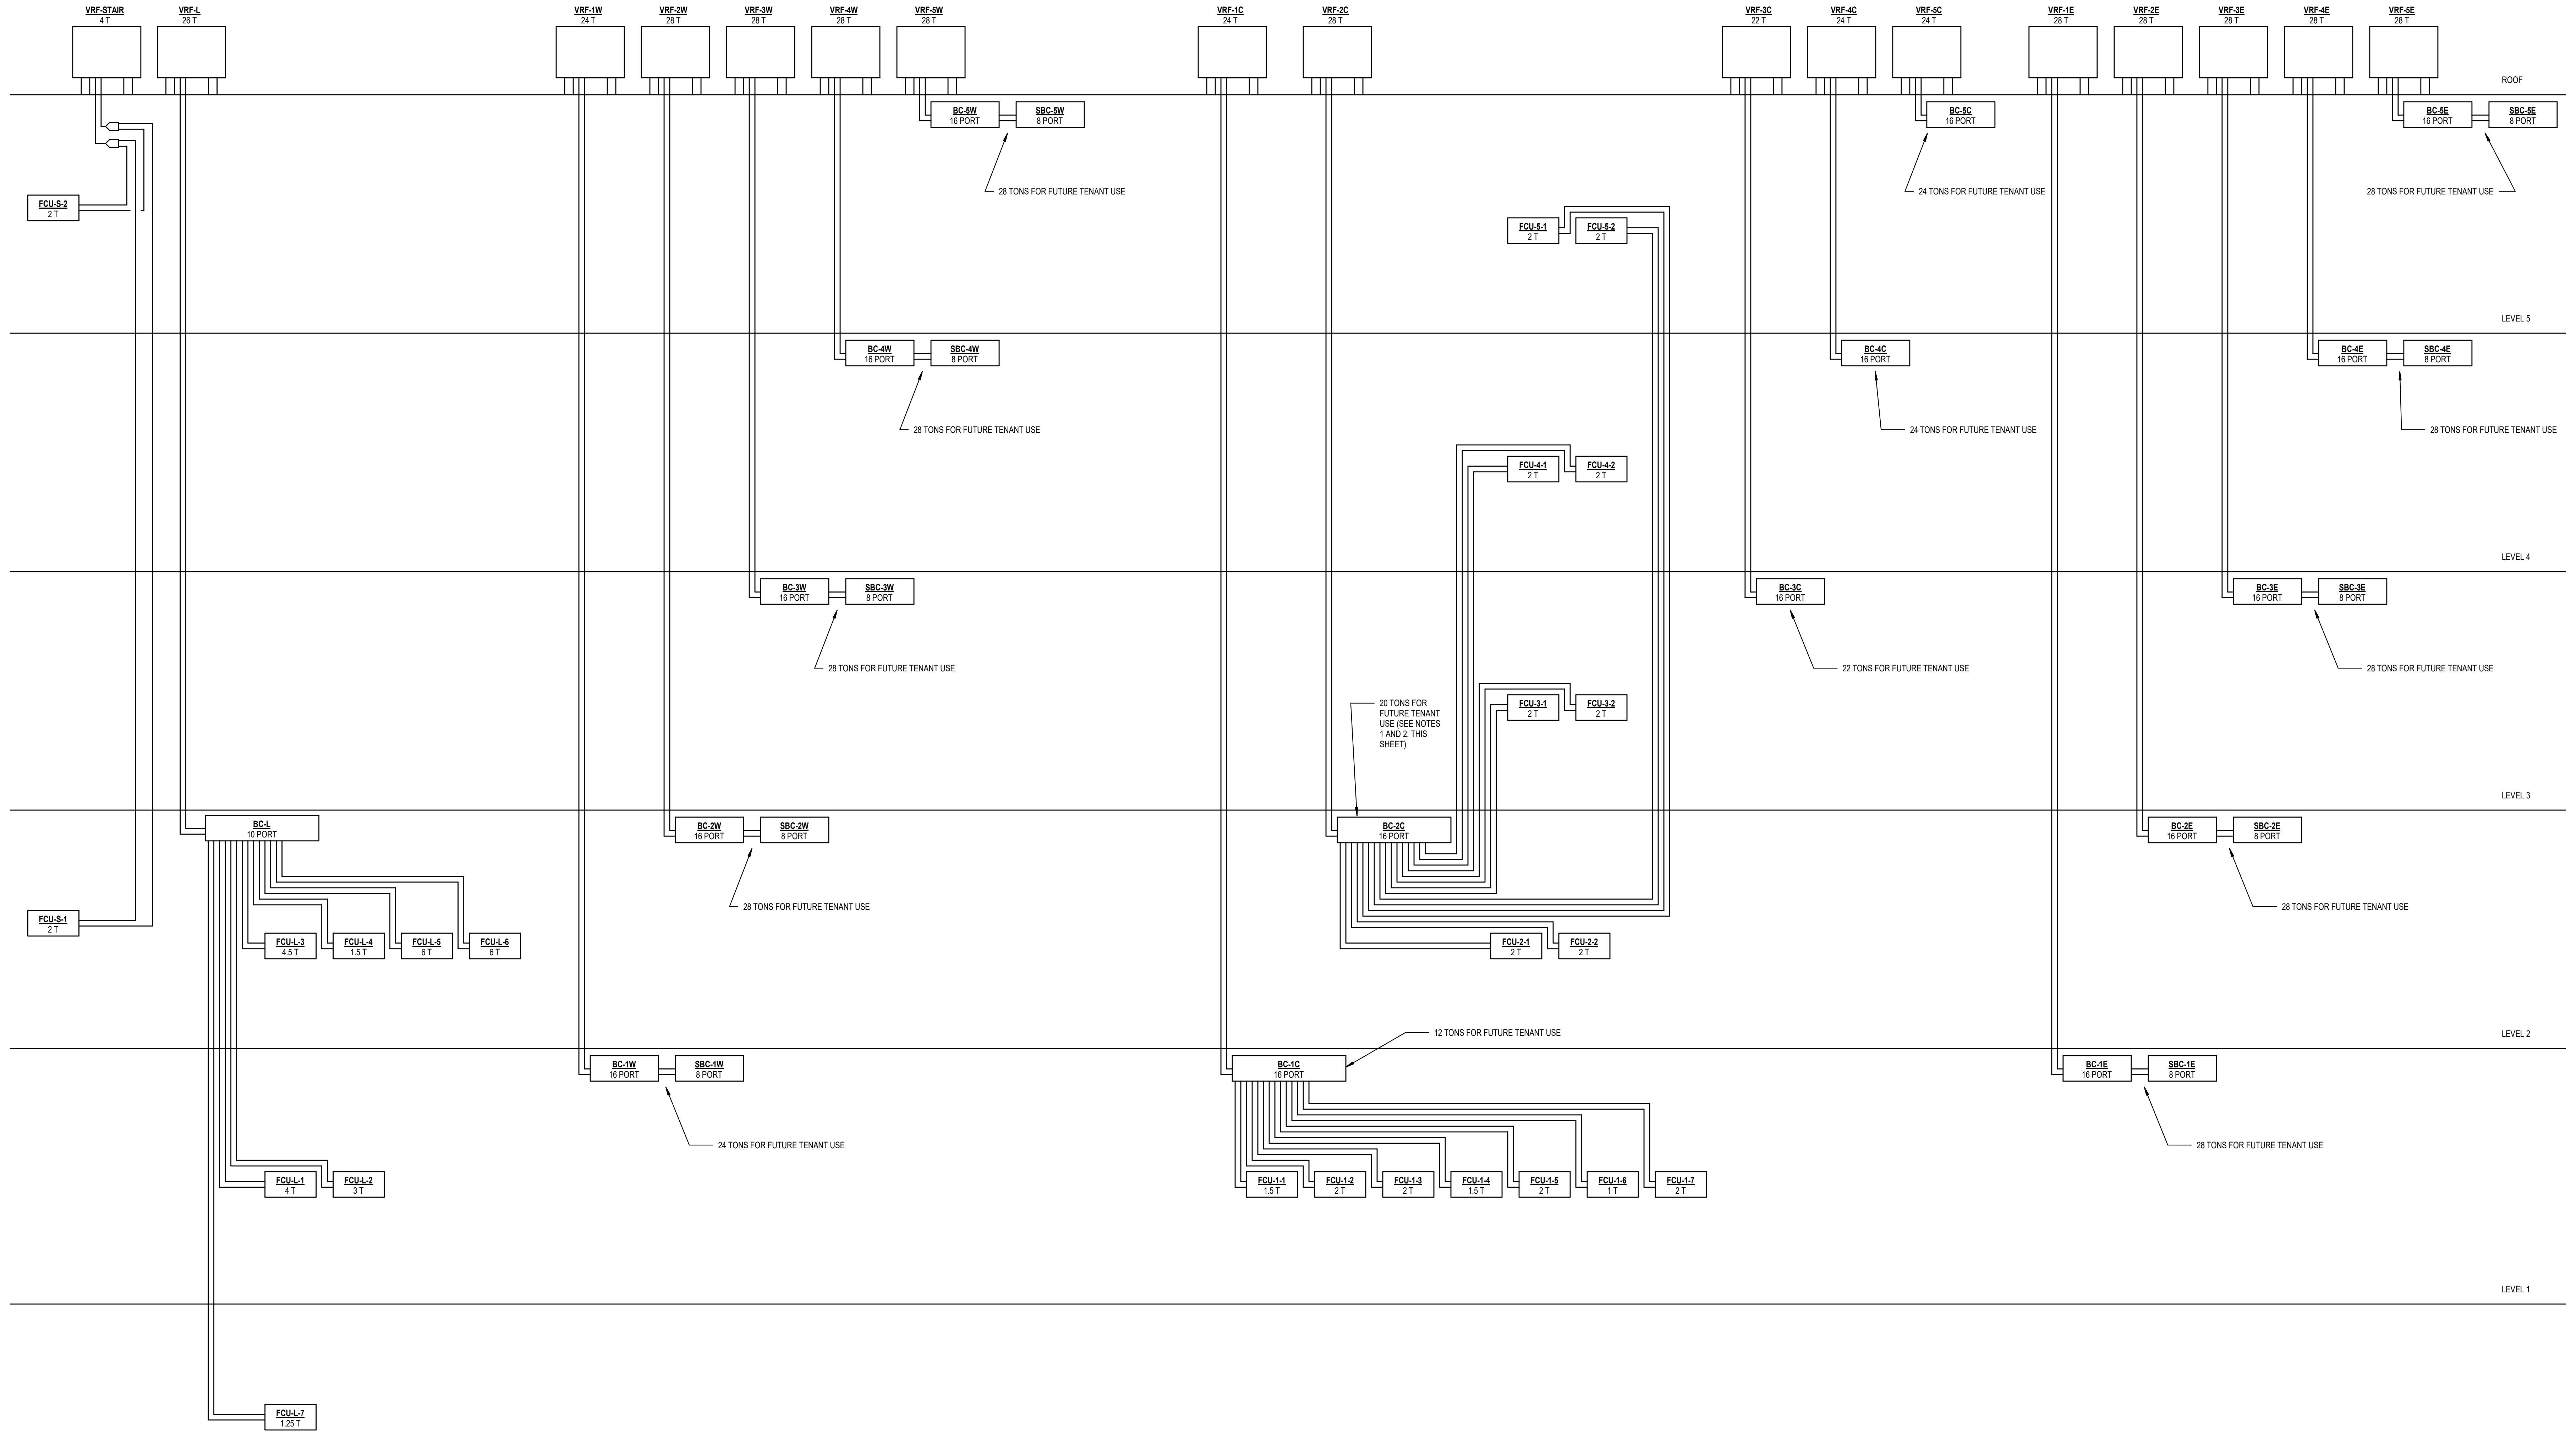 VRF-STAIR
4 T
VRF-L
26 T
VRF-1W
24 T
VRF-2W
28 T
VRF-3W
28 T
VRF-4W
28 T
VRF-5W
28 T
VRF-1C
24 T
VRF-2C
28 T
VRF-3C
22 T
VRF-4C
24 T
VRF-5C
24 T
VRF-1E
28 T
VRF-2E
28 T
VRF-3E
28 T
VRF-4E
28 T
VRF-5E
28 T
ROOF
BC-5W
16 PORT
SBC-5W
8 PORT
BC-5C
16 PORT
BC-5E
16 PORT
SBC-5E
8 PORT
28 TONS FOR FUTURE TENANT USE
24 TONS FOR FUTURE TENANT USE
28 TONS FOR FUTURE TENANT USE
FCU-S-2
2 T
FCU-5-1
2 T
FCU-5-2
2 T
LEVEL 5
BC-4W
16 PORT
SBC-4W
8 PORT
BC-4C
16 PORT
BC-4E
16 PORT
SBC-4E
8 PORT
28 TONS FOR FUTURE TENANT USE
24 TONS FOR FUTURE TENANT USE
28 TONS FOR FUTURE TENANT USE
FCU-4-1
2 T
FCU-4-2
2 T
LEVEL 4
BC-3W
16 PORT
SBC-3W
8 PORT
BC-3C
16 PORT
BC-3E
16 PORT
SBC-3E
8 PORT
28 TONS FOR FUTURE TENANT USE
22 TONS FOR FUTURE TENANT USE
28 TONS FOR FUTURE TENANT USE
20 TONS FOR
FUTURE TENANT
USE (SEE NOTES
1 AND 2, THIS
SHEET)
FCU-3-1
2 T
FCU-3-2
2 T
LEVEL 3
BC-L
10 PORT
BC-2W
16 PORT
SBC-2W
8 PORT
BC-2C
16 PORT
BC-2E
16 PORT
SBC-2E
8 PORT
28 TONS FOR FUTURE TENANT USE
28 TONS FOR FUTURE TENANT USE
FCU-S-1
2 T
FCU-L-3
4.5 T
FCU-L-4
1.5 T
FCU-L-5
6 T
FCU-L-6
6 T
FCU-2-1
2 T
FCU-2-2
2 T
12 TONS FOR FUTURE TENANT USE
LEVEL 2
BC-1W
16 PORT
SBC-1W
8 PORT
BC-1C
16 PORT
BC-1E
16 PORT
SBC-1E
8 PORT
24 TONS FOR FUTURE TENANT USE
28 TONS FOR FUTURE TENANT USE
FCU-L-1
4 T
FCU-L-2
3 T
FCU-1-1
1.5 T
FCU-1-2
2 T
FCU-1-3
2 T
FCU-1-4
1.5 T
FCU-1-5
2 T
FCU-1-6
1 T
FCU-1-7
2 T
LEVEL 1
FCU-L-7
1.25 T